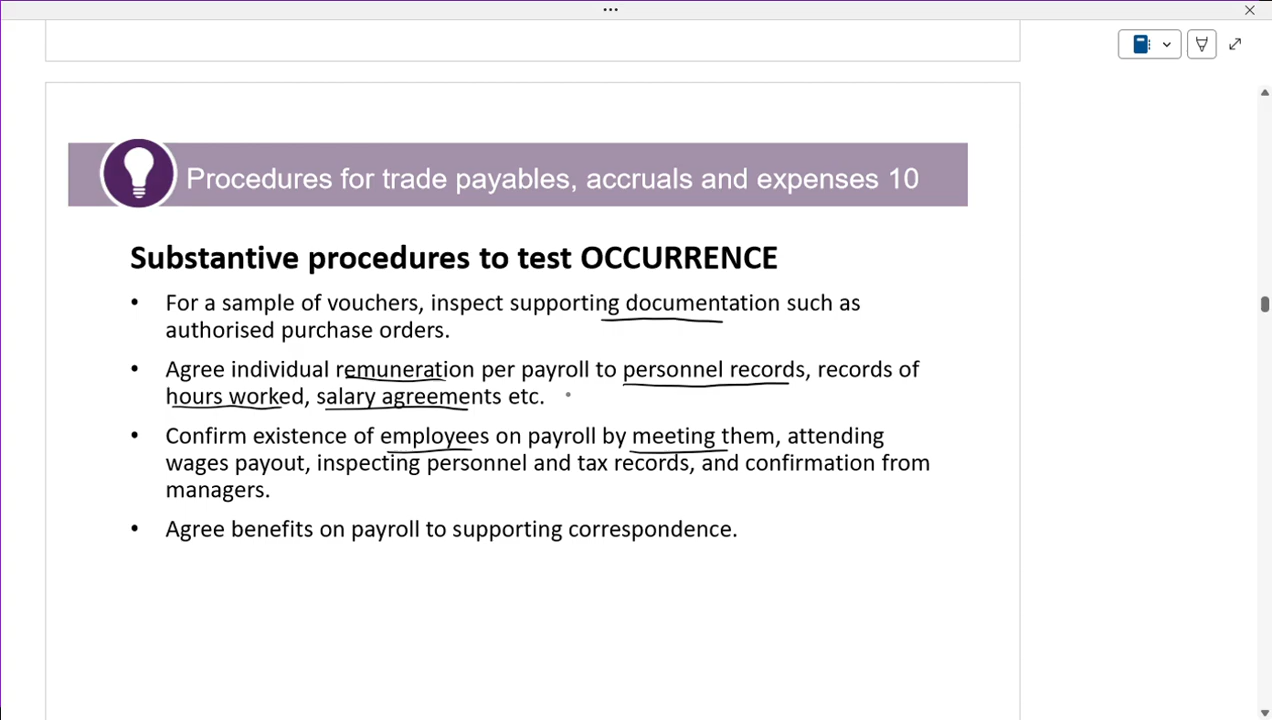 Procedures for trade payables, accruals and expenses 10
Substantive procedures to test OCCURRENCE
• For a sample of vouchers, inspect supporting documentation such as
authorised purchase orders.
• Agree individual remuneration per payroll to personnel records, records of
hours worked, salary agreements etc.
• Confirm existence of employees on payroll by meeting them, attending
wages payout, inspecting personnel and tax records, and confirmation from
managers.
• Agree benefits on payroll to supporting correspondence.